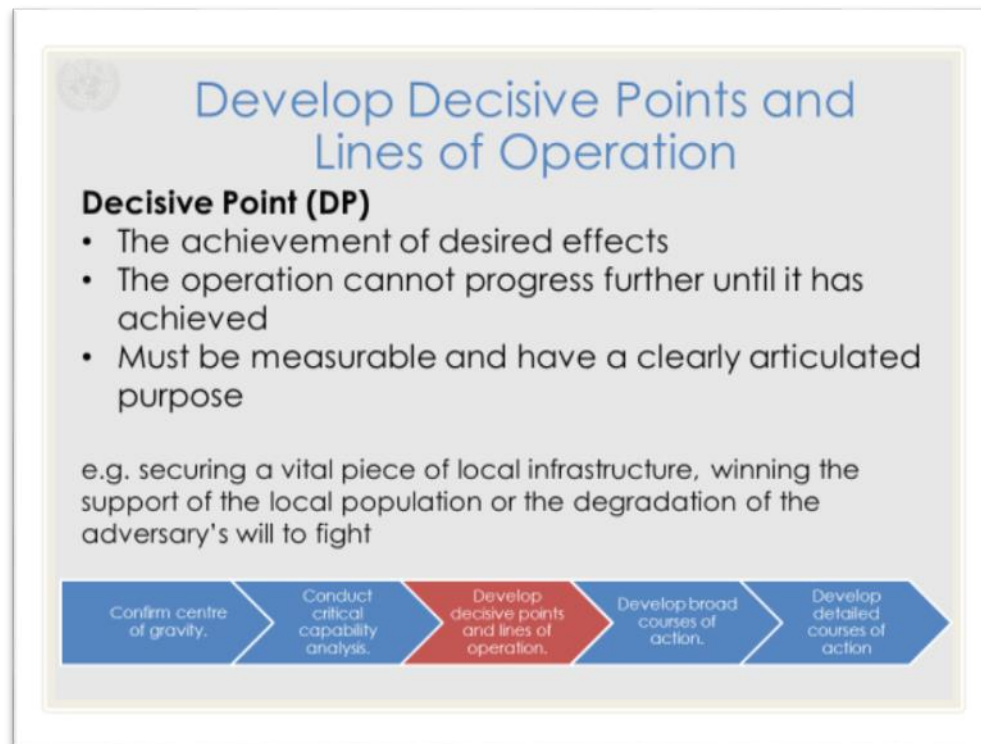 Develop Decisive Points and
Lines of Operation
Decisive Point (DP)
• The achievement of desired effects
• The operation cannot progress further until it has
achieved
• Must be measurable and have a clearly articulated
purpose
e.g. securing a vital piece of local infrastructure, winning the
support of the local population or the degradation of the
adversary's will to fight
Confirm centre
of gravity.
Conduct
critical
capability
analysis.
Develop
decisive points
and lines of
operation.
Develop broad
courses of
action.
Develop
detailed
courses of
action